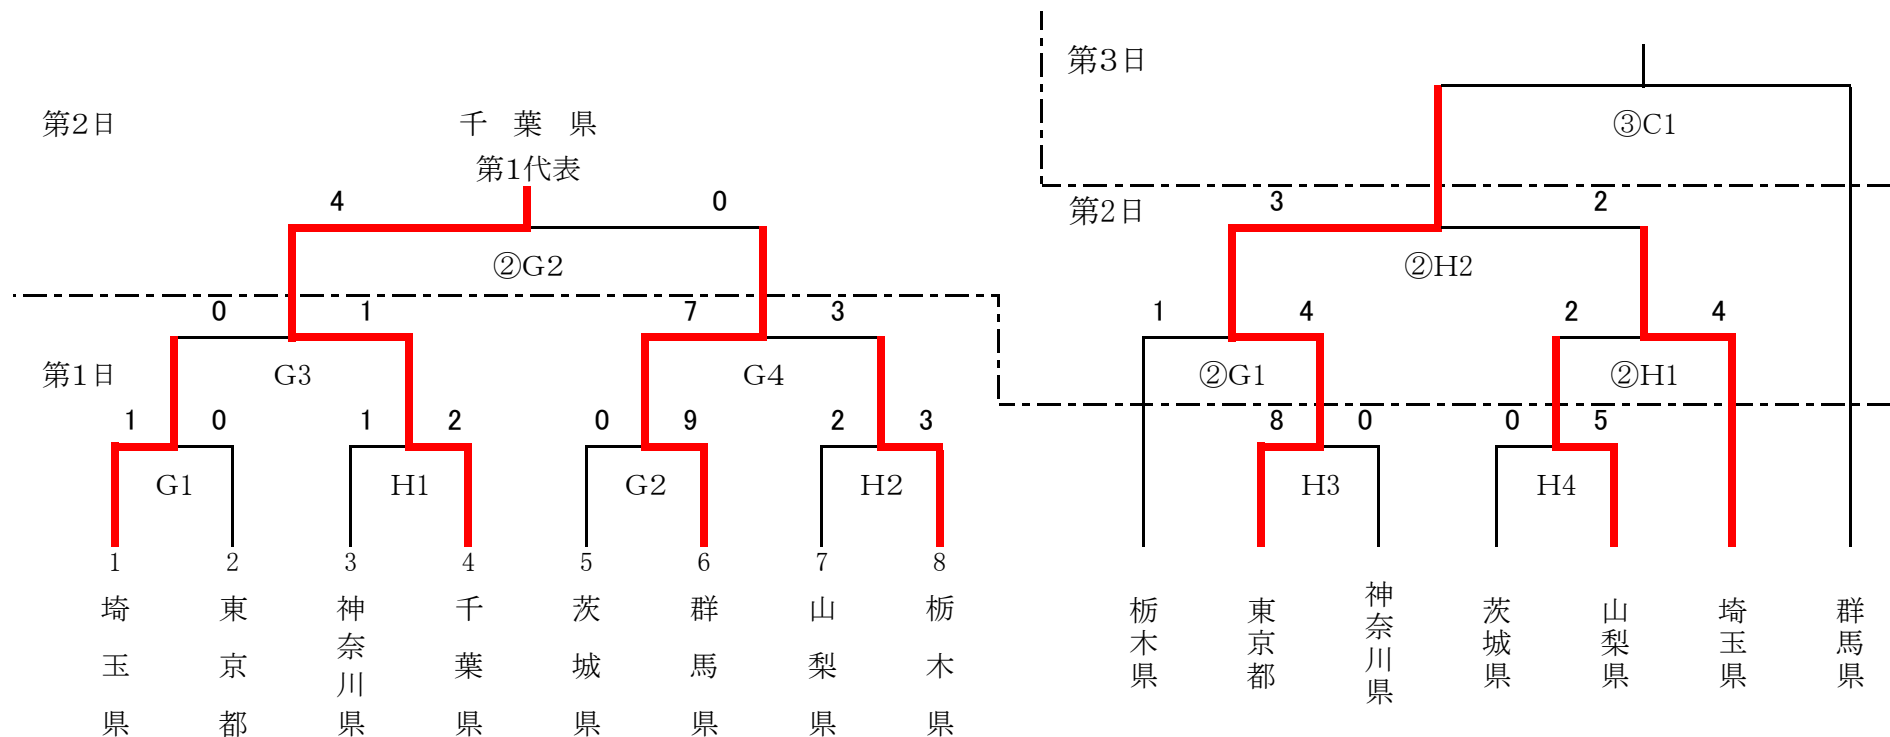 第3日
第2日
千 葉 県
③C1
第1代表
4
0
3
2
第2日
②G2
②H2
0
1
7
3
1
4
2
4
第1日
G3
G4
②G1
②H1
1
0
1
2
0
9
2
3
8
0
0
5
G1
H1
G2
H2
H3
H4
1
2
3
4
5
6
7
8
埼玉県
東京都
神奈川県
千葉県
茨城県
群馬県
山梨県
栃木県
栃木県
東京都
神奈川県
茨城県
山梨県
埼玉県
群馬県